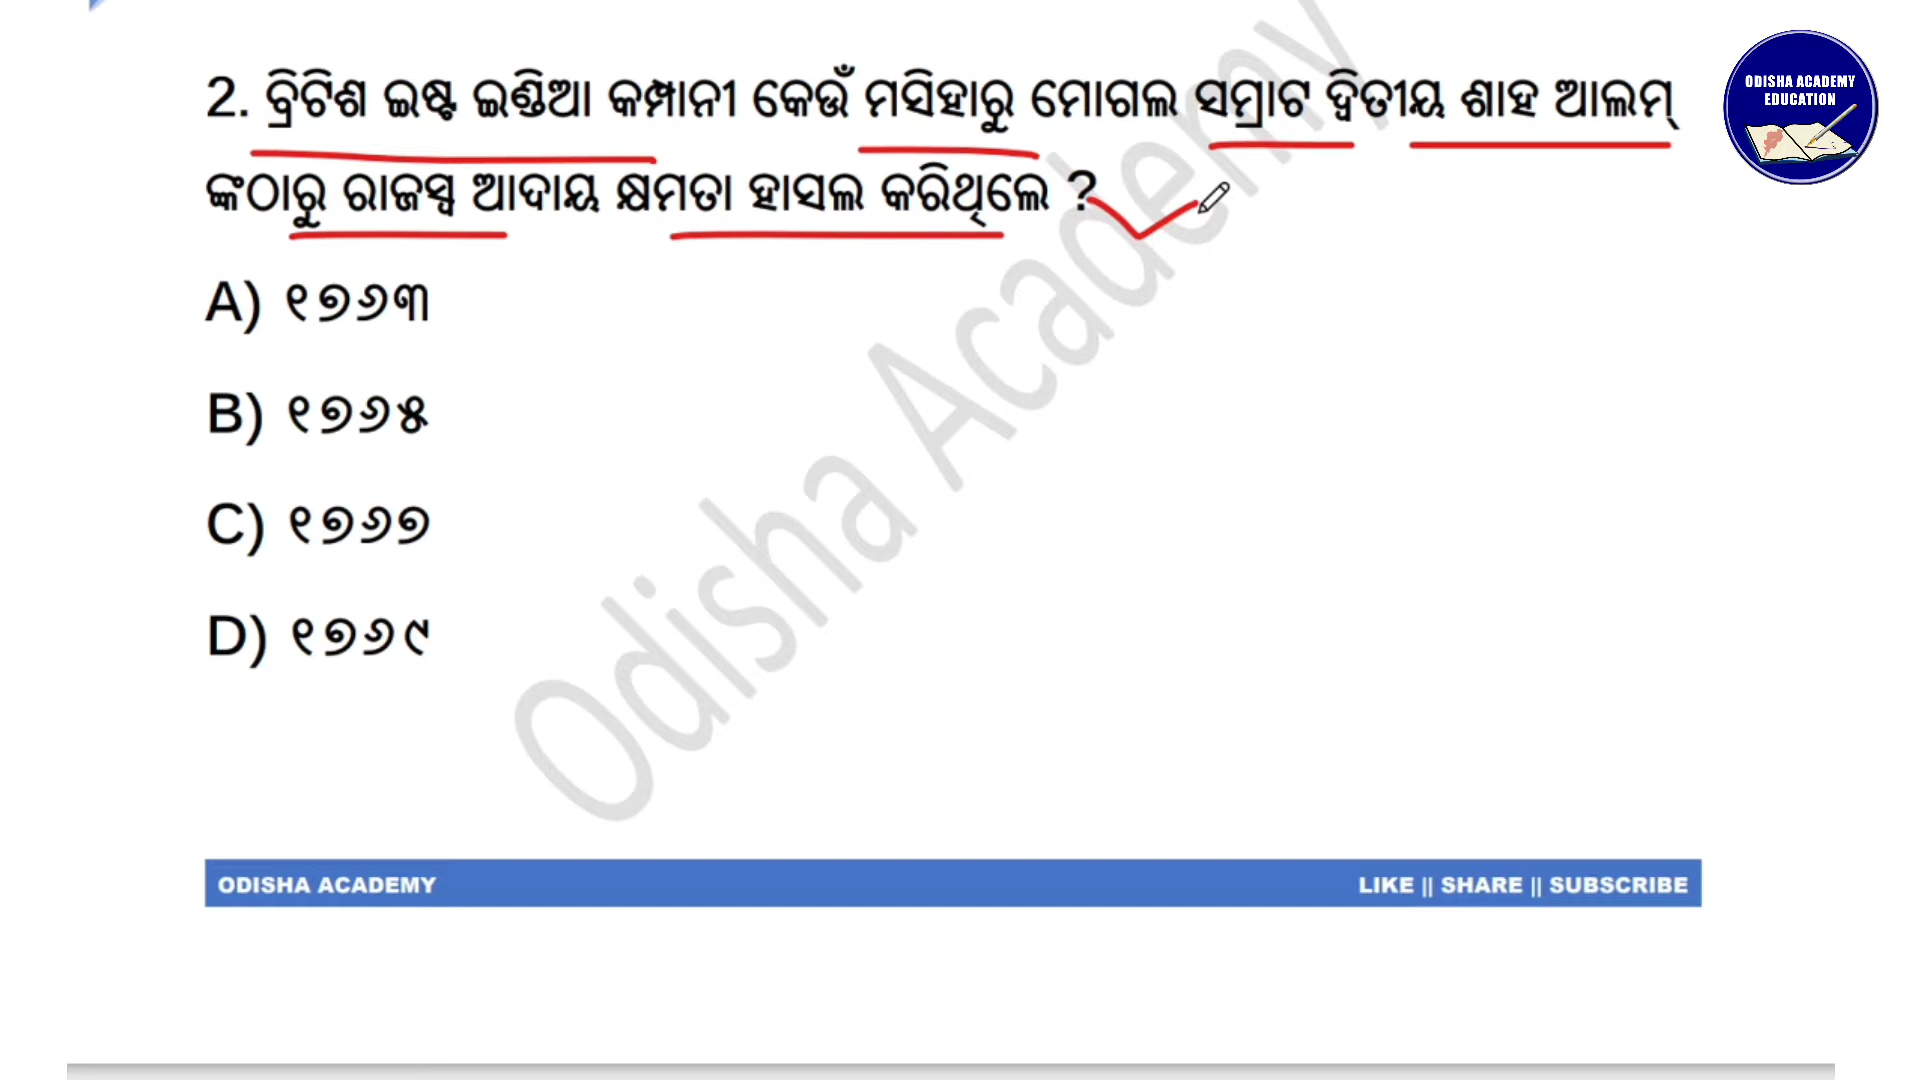 ODISHA ACADEMY
EDUCATION
2. ବ୍ରିଟିଶ ଇଷ୍ଟ ଇଣ୍ଡିଆ କମ୍ପାନୀ କେଉଁ ମସିହାରୁ ମୋଗଲ ସମ୍ରାଟ ଦ୍ଵିତୀୟ ଶାହ ଆଲମ୍
ଙ୍କଠାରୁ ରାଜସ୍ୱ ଆଦାୟ କ୍ଷମତା ହାସଲ କରିଥିଲେ ?
A) ୧୭୬୩
B) ୧୭୬୫
C) ୧୭୬୭
D) ୧୭୬୯
Odisha Academy
ODISHA ACADEMY
LIKE || SHARE || SUBSCRIBE